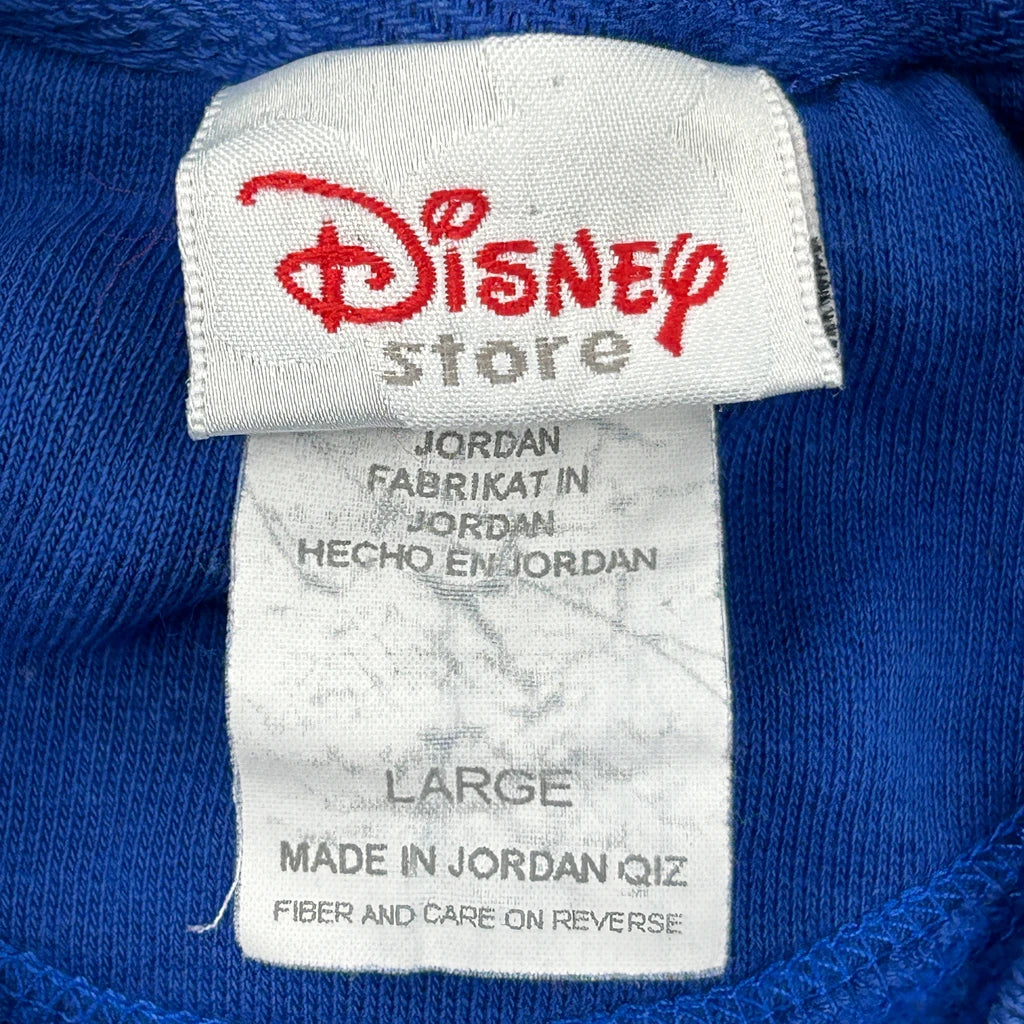 Disney
store
JORDAN
FABRIKAT IN
JORDAN
HECHO EN JORDAN
LARGE
MADE IN JORDAN QIZ
FIBER AND CARE ON REVERSE